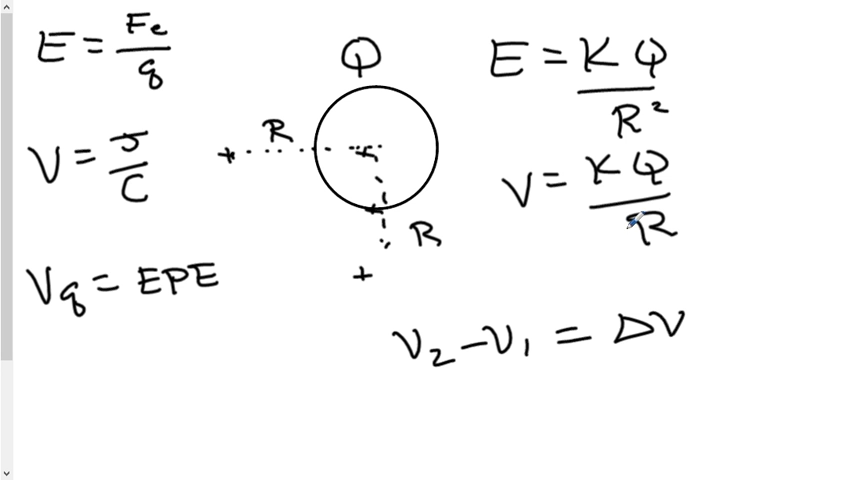 E = Fe / q
Q
E = KQ / R²
R
V = J / C
V = KQ / R
R
Vq = EPE
V₂ - V₁ = ΔV